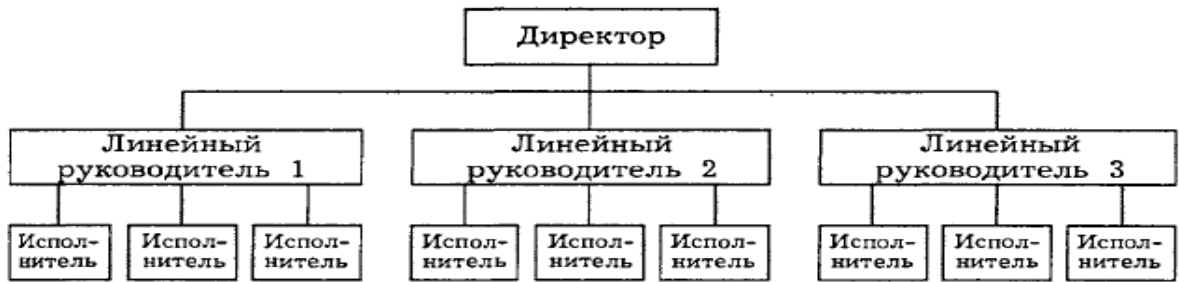 Директор
Линейный
руководитель 1
Линейный
руководитель 2
Линейный
руководитель 3
Испол-
нитель
Испол-
нитель
Испол-
нитель
Испол-
нитель
Испол-
нитель
Испол-
нитель
Испол-
нитель
Испол-
нитель
Испол-
нитель